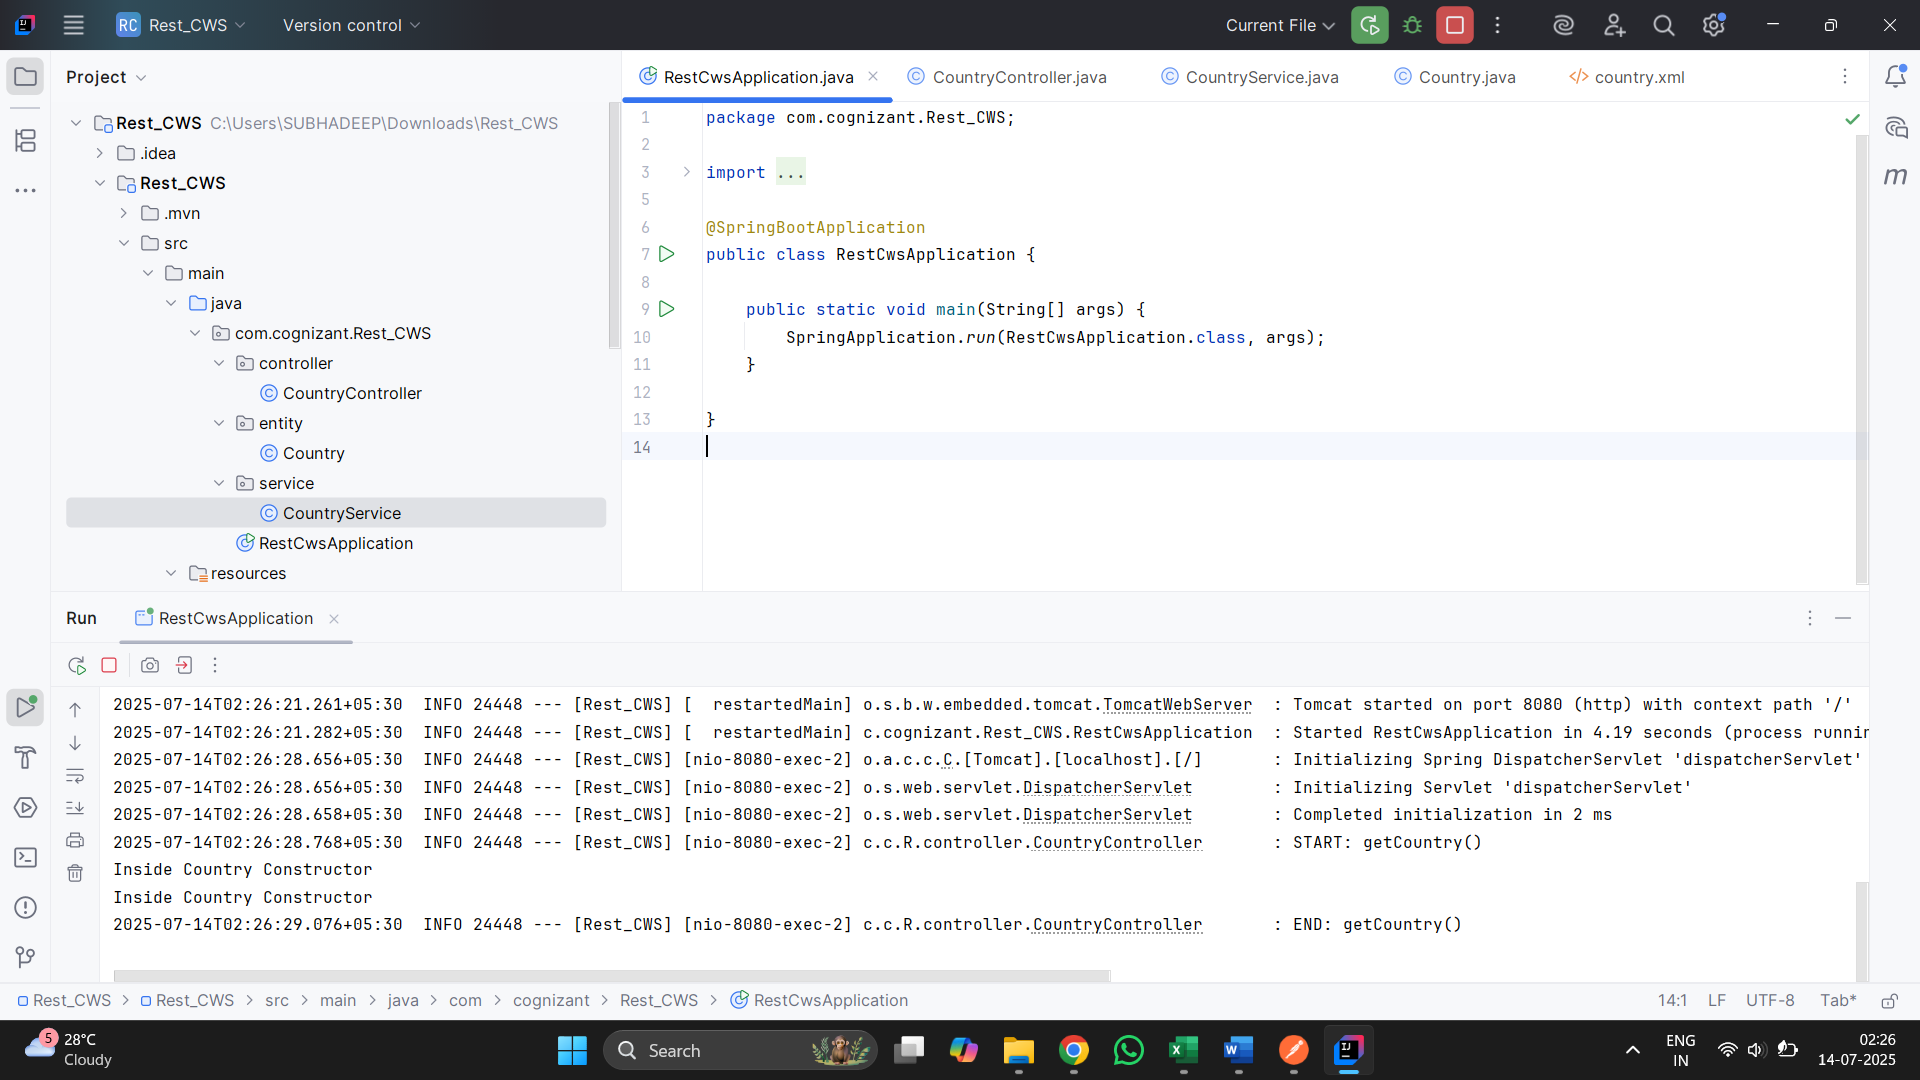 RC Rest_CWS Version control Current File
Project
Rest_CWS C:\Users\SUBHADEEP\Downloads\Rest_CWS
.idea
Rest_CWS
.mvn
src
main
java
com.cognizant.Rest_CWS
controller
CountryController
entity
Country
service
CountryService
RestCwsApplication
resources
RestCwsApplication.java CountryController.java CountryService.java Country.java country.xml
1 package com.cognizant.Rest_CWS;
2
3 import ...
5
6 @SpringBootApplication
7 public class RestCwsApplication {
8
9 public static void main(String[] args) {
10 SpringApplication.run(RestCwsApplication.class, args);
11 }
12
13 }
14
Run RestCwsApplication
2025-07-14T02:26:21.261+05:30 INFO 24448 --- [Rest_CWS] [ restartedMain] o.s.b.w.embedded.tomcat.TomcatWebServer : Tomcat started on port 8080 (http) with context path '/'
2025-07-14T02:26:21.282+05:30 INFO 24448 --- [Rest_CWS] [ restartedMain] c.cognizant.Rest_CWS.RestCwsApplication : Started RestCwsApplication in 4.19 seconds (process runnin
2025-07-14T02:26:28.656+05:30 INFO 24448 --- [Rest_CWS] [nio-8080-exec-2] o.a.c.c.C.[Tomcat].[localhost].[/] : Initializing Spring DispatcherServlet 'dispatcherServlet'
2025-07-14T02:26:28.656+05:30 INFO 24448 --- [Rest_CWS] [nio-8080-exec-2] o.s.web.servlet.DispatcherServlet : Initializing Servlet 'dispatcherServlet'
2025-07-14T02:26:28.658+05:30 INFO 24448 --- [Rest_CWS] [nio-8080-exec-2] o.s.web.servlet.DispatcherServlet : Completed initialization in 2 ms
2025-07-14T02:26:28.768+05:30 INFO 24448 --- [Rest_CWS] [nio-8080-exec-2] c.c.R.controller.CountryController : START: getCountry()
Inside Country Constructor
Inside Country Constructor
2025-07-14T02:26:29.076+05:30 INFO 24448 --- [Rest_CWS] [nio-8080-exec-2] c.c.R.controller.CountryController : END: getCountry()
Rest_CWS > Rest_CWS > src > main > java > com > cognizant > Rest_CWS > RestCwsApplication 14:1 LF UTF-8 Tab*
5 28°C
Cloudy
Search
ENG
IN
02:26
14-07-2025